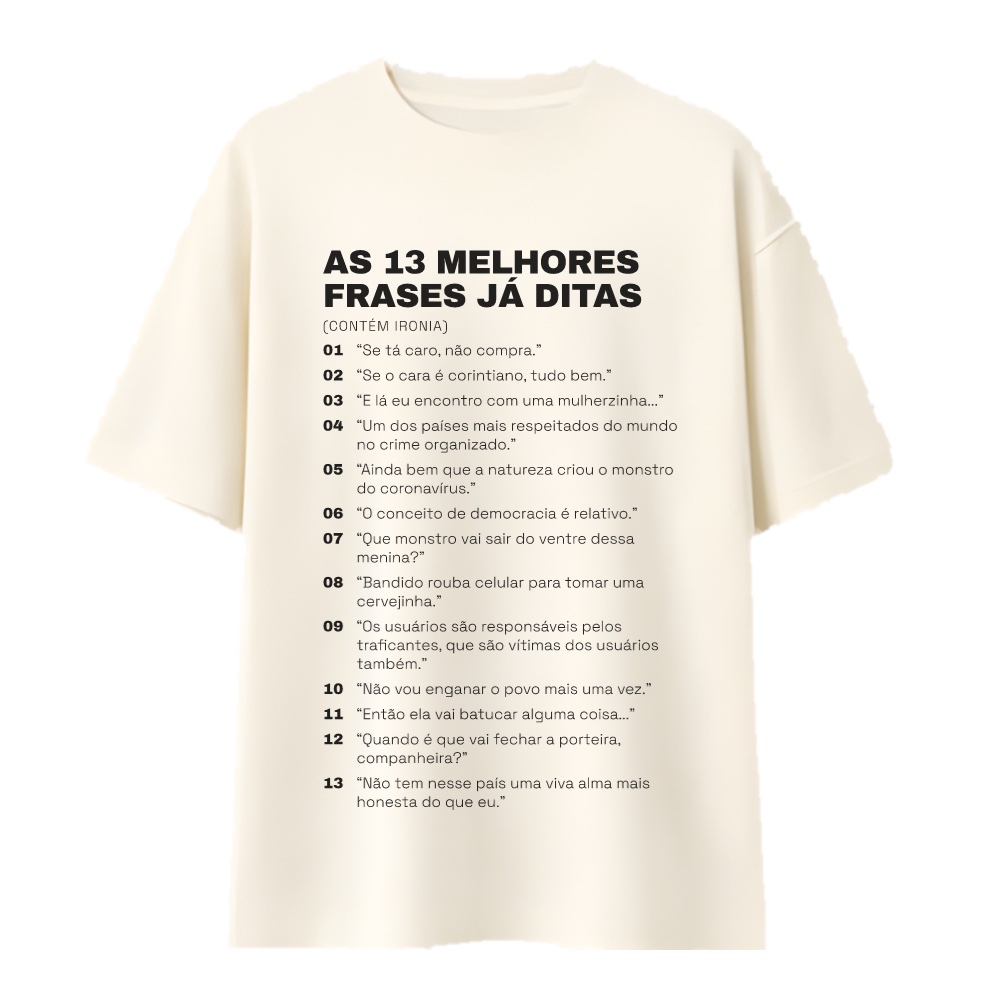 AS 13 MELHORES
FRASES JÁ DITAS
(CONTÉM IRONIA)
01 “Se tá caro, não compra.”
02 “Se o cara é corintiano, tudo bem.”
03 “E lá eu encontro com uma mulherzinha...”
04 “Um dos países mais respeitados do mundo
no crime organizado.”
05 “Ainda bem que a natureza criou o monstro
do coronavírus.”
06 “O conceito de democracia é relativo.”
07 “Que monstro vai sair do ventre dessa
menina?”
08 “Bandido rouba celular para tomar uma
cervejinha.”
09 “Os usuários são responsáveis pelos
traficantes, que são vítimas dos usuários
também.”
10 “Não vou enganar o povo mais uma vez.”
11 “Então ela vai batucar alguma coisa...”
12 “Quando é que vai fechar a porteira,
companheira?”
13 “Não tem nesse país uma viva alma mais
honesta do que eu.”